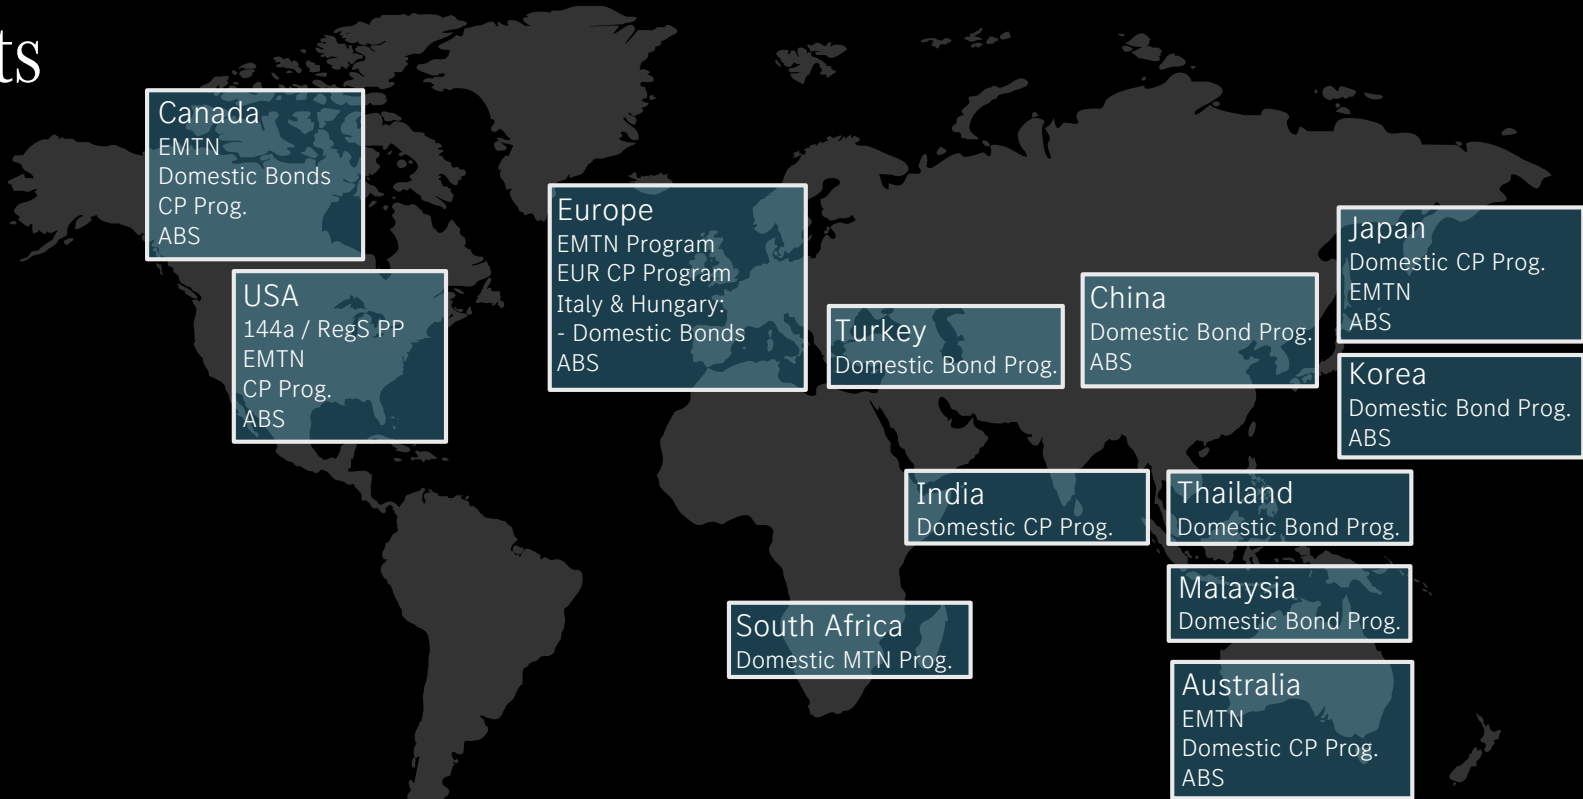 ts
Canada
EMTN
Domestic Bonds
CP Prog.
ABS
USA
144a / RegS PP
EMTN
CP Prog.
ABS
Europe
EMTN Program
EUR CP Program
Italy & Hungary:
- Domestic Bonds
ABS
Turkey
Domestic Bond Prog.
China
Domestic Bond Prog.
ABS
Japan
Domestic CP Prog.
EMTN
ABS
Korea
Domestic Bond Prog.
ABS
India
Domestic CP Prog.
Thailand
Domestic Bond Prog.
Malaysia
Domestic Bond Prog.
South Africa
Domestic MTN Prog.
Australia
EMTN
Domestic CP Prog.
ABS